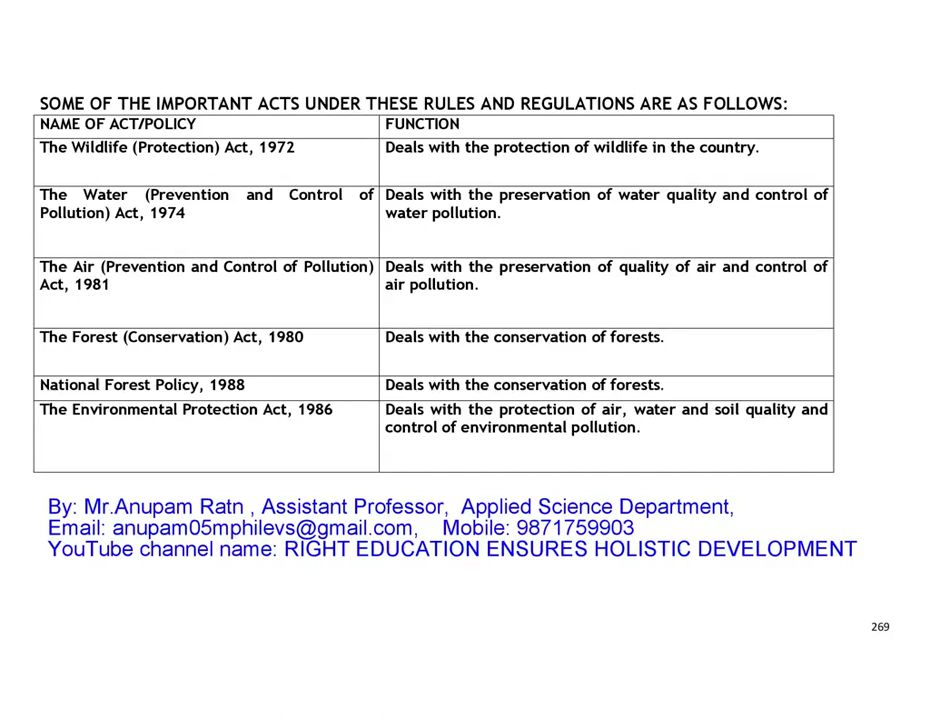 SOME OF THE IMPORTANT ACTS UNDER THESE RULES AND REGULATIONS ARE AS FOLLOWS:
NAME OF ACT/POLICY
FUNCTION
The Wildlife (Protection) Act, 1972
Deals with the protection of wildlife in the country.
The Water (Prevention and Control of
Pollution) Act, 1974
Deals with the preservation of water quality and control of
water pollution.
The Air (Prevention and Control of Pollution)
Act, 1981
Deals with the preservation of quality of air and control of
air pollution.
The Forest (Conservation) Act, 1980
Deals with the conservation of forests.
National Forest Policy, 1988
Deals with the conservation of forests.
The Environmental Protection Act, 1986
Deals with the protection of air, water and soil quality and
control of environmental pollution.
By: Mr.Anupam Ratn , Assistant Professor, Applied Science Department,
Email: anupam05mphilevs@gmail.com, Mobile: 9871759903
YouTube channel name: RIGHT EDUCATION ENSURES HOLISTIC DEVELOPMENT
269